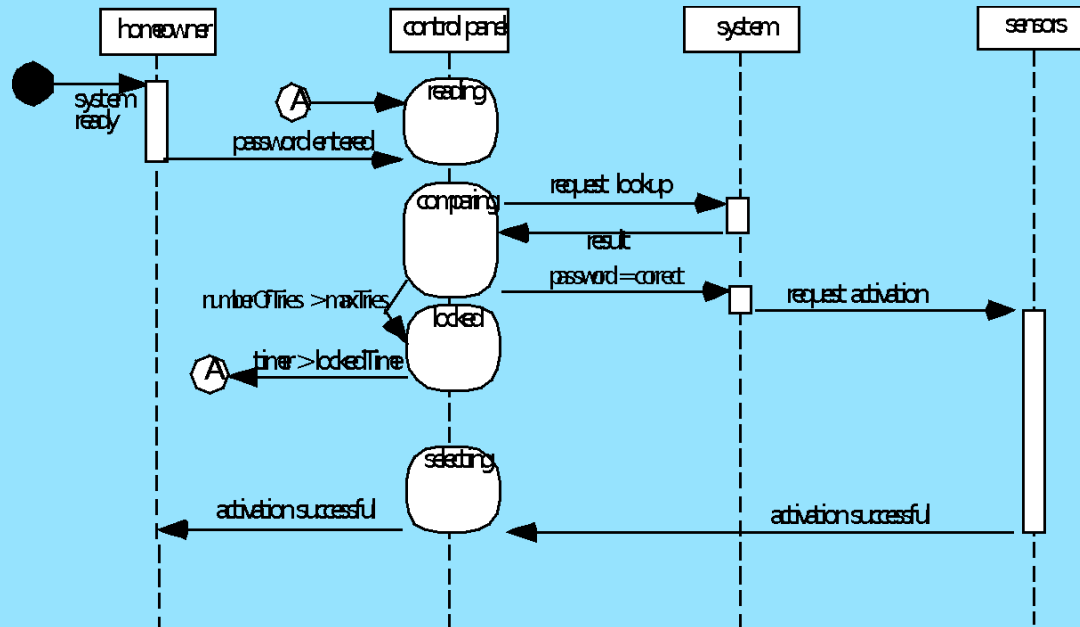 homeowner
control panel
system
sensors
system
ready
A
reading
password entered
comparing
request lookup
result
password = correct
request activation
numberOfTries > maxTries
locked
timer > lockedTime
A
selecting
activation successful
activation successful